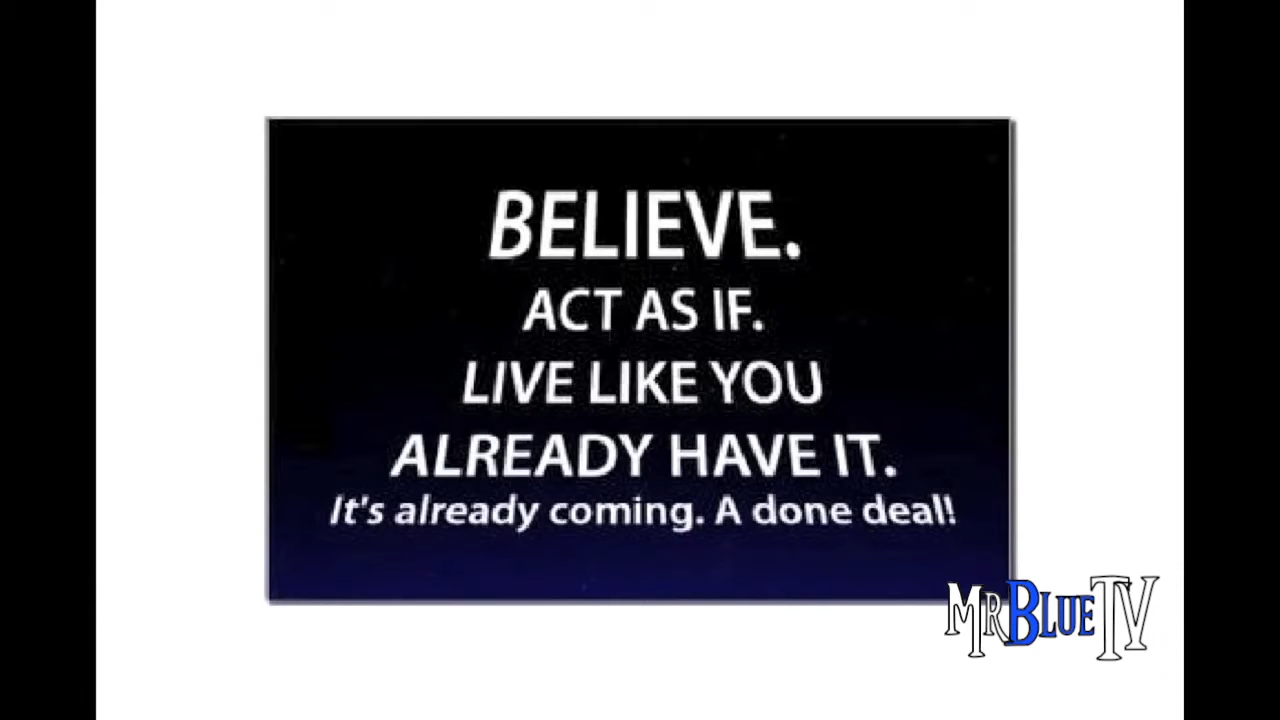 BELIEVE.
ACT AS IF.
LIVE LIKE YOU
ALREADY HAVE IT.
It's already coming. A done deal!
MRBLUETV